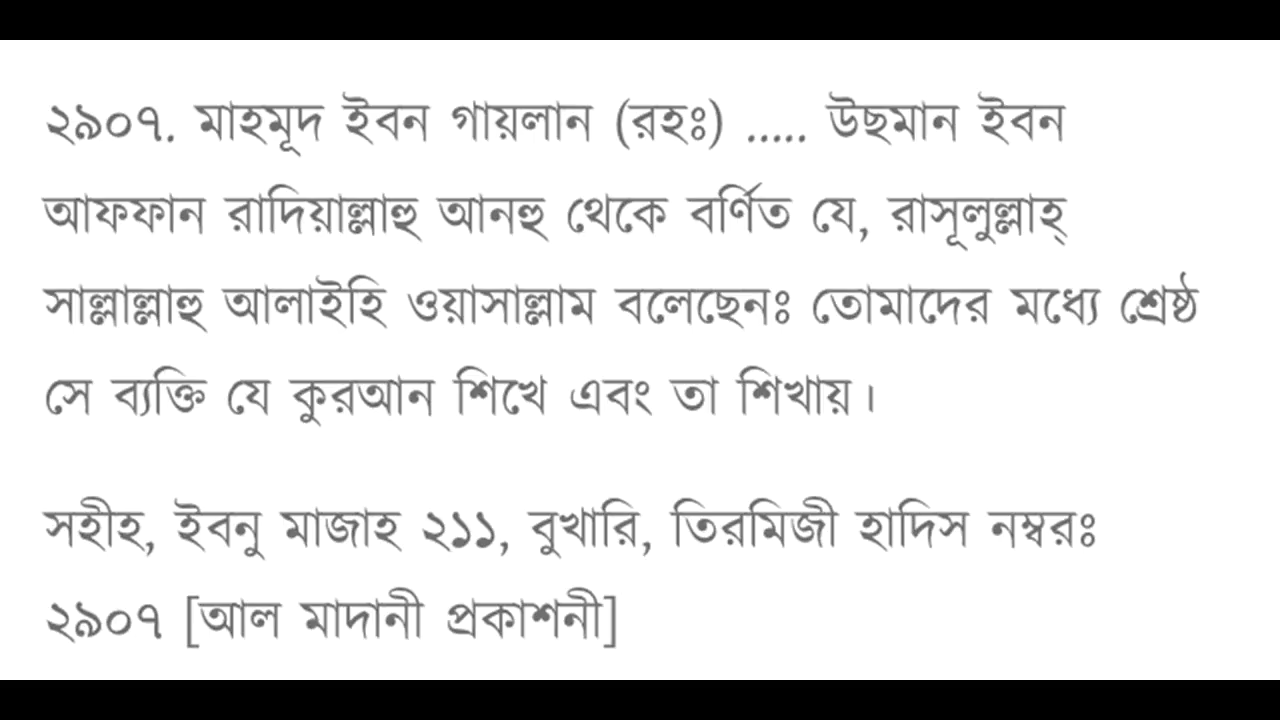 ২৯০৭. মাহমূদ ইবন গায়লান (রহঃ) ..... উছমান ইবন
আফফান রাদিয়াল্লাহু আনহু থেকে বর্ণিত যে, রাসূলুল্লাহ্
সাল্লাল্লাহু আলাইহি ওয়াসাল্লাম বলেছেনঃ তোমাদের মধ্যে শ্রেষ্ঠ
সে ব্যক্তি যে কুরআন শিখে এবং তা শিখায়।
সহীহ, ইবনু মাজাহ ২১১, বুখারি, তিরমিজী হাদিস নম্বরঃ
২৯০৭ [আল মাদানী প্রকাশনী]